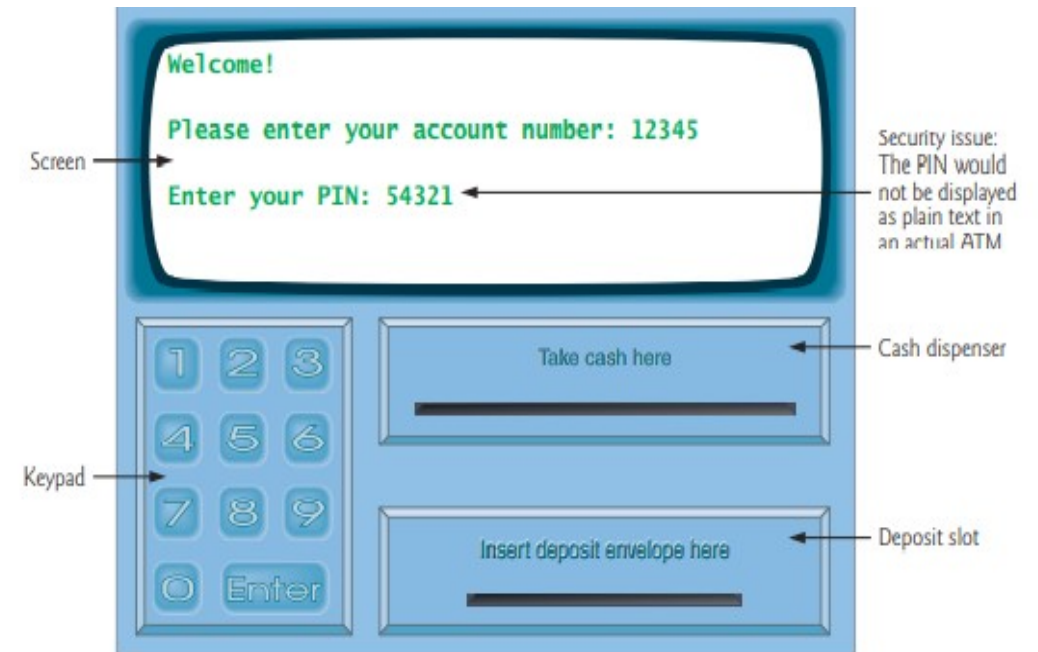 Welcome!
Please enter your account number: 12345
Enter your PIN: 54321
Screen
Security issue:
The PIN would
not be displayed
as plain text in
an actual ATM
1 2 3
4 5 6
7 8 9
0 Enter
Keypad
Take cash here
Cash dispenser
Insert deposit envelope here
Deposit slot